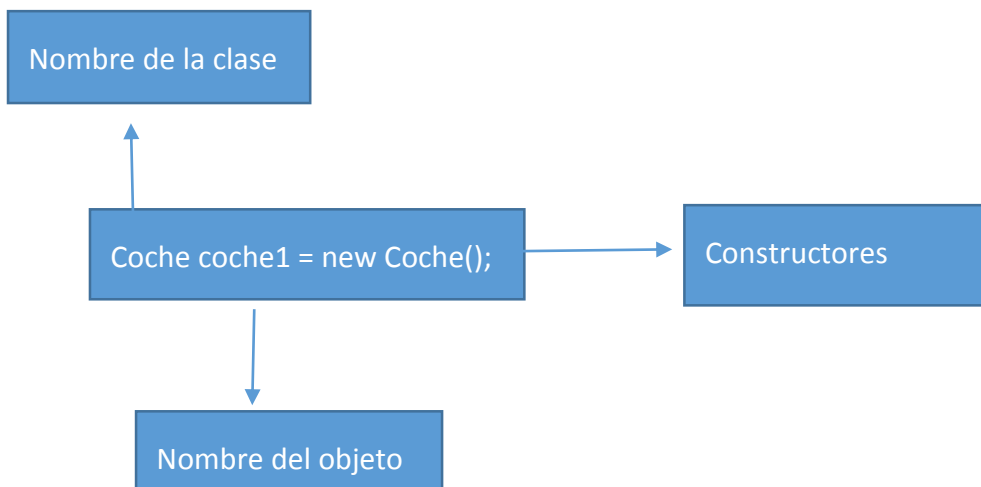 Nombre de la clase
Coche coche1 = new Coche();
Constructores
Nombre del objeto